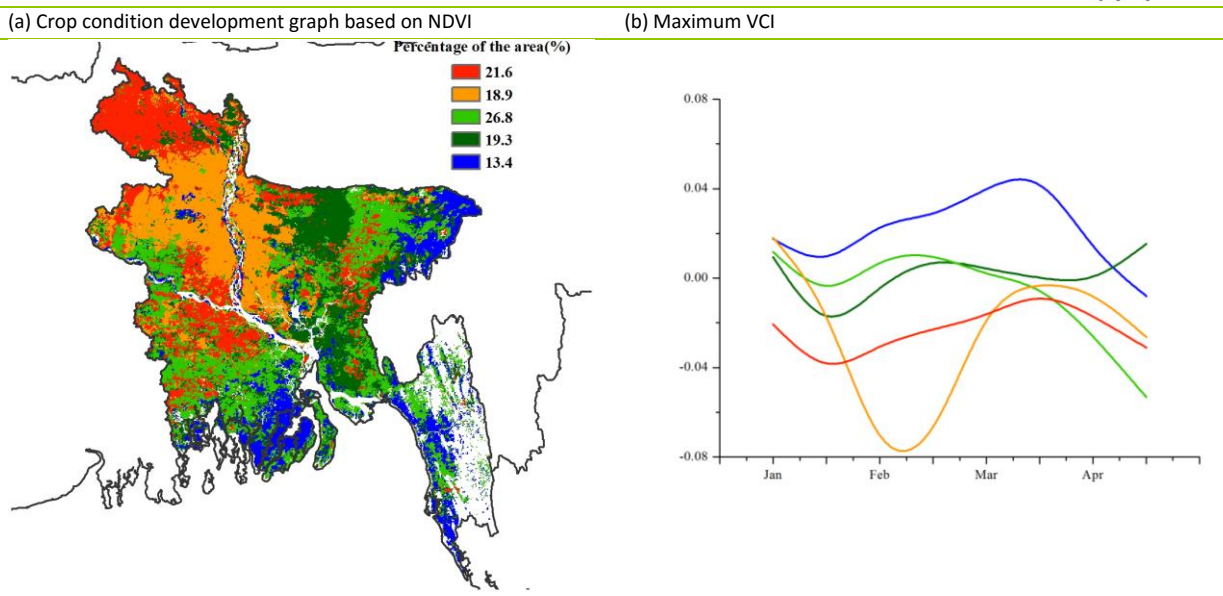 (a) Crop condition development graph based on NDVI
(b) Maximum VCI
Percentage of the area(%)
21.6
18.9
26.8
19.3
13.4
0.08
0.04
0.00
-0.04
-0.08
Jan Feb Mar Apr